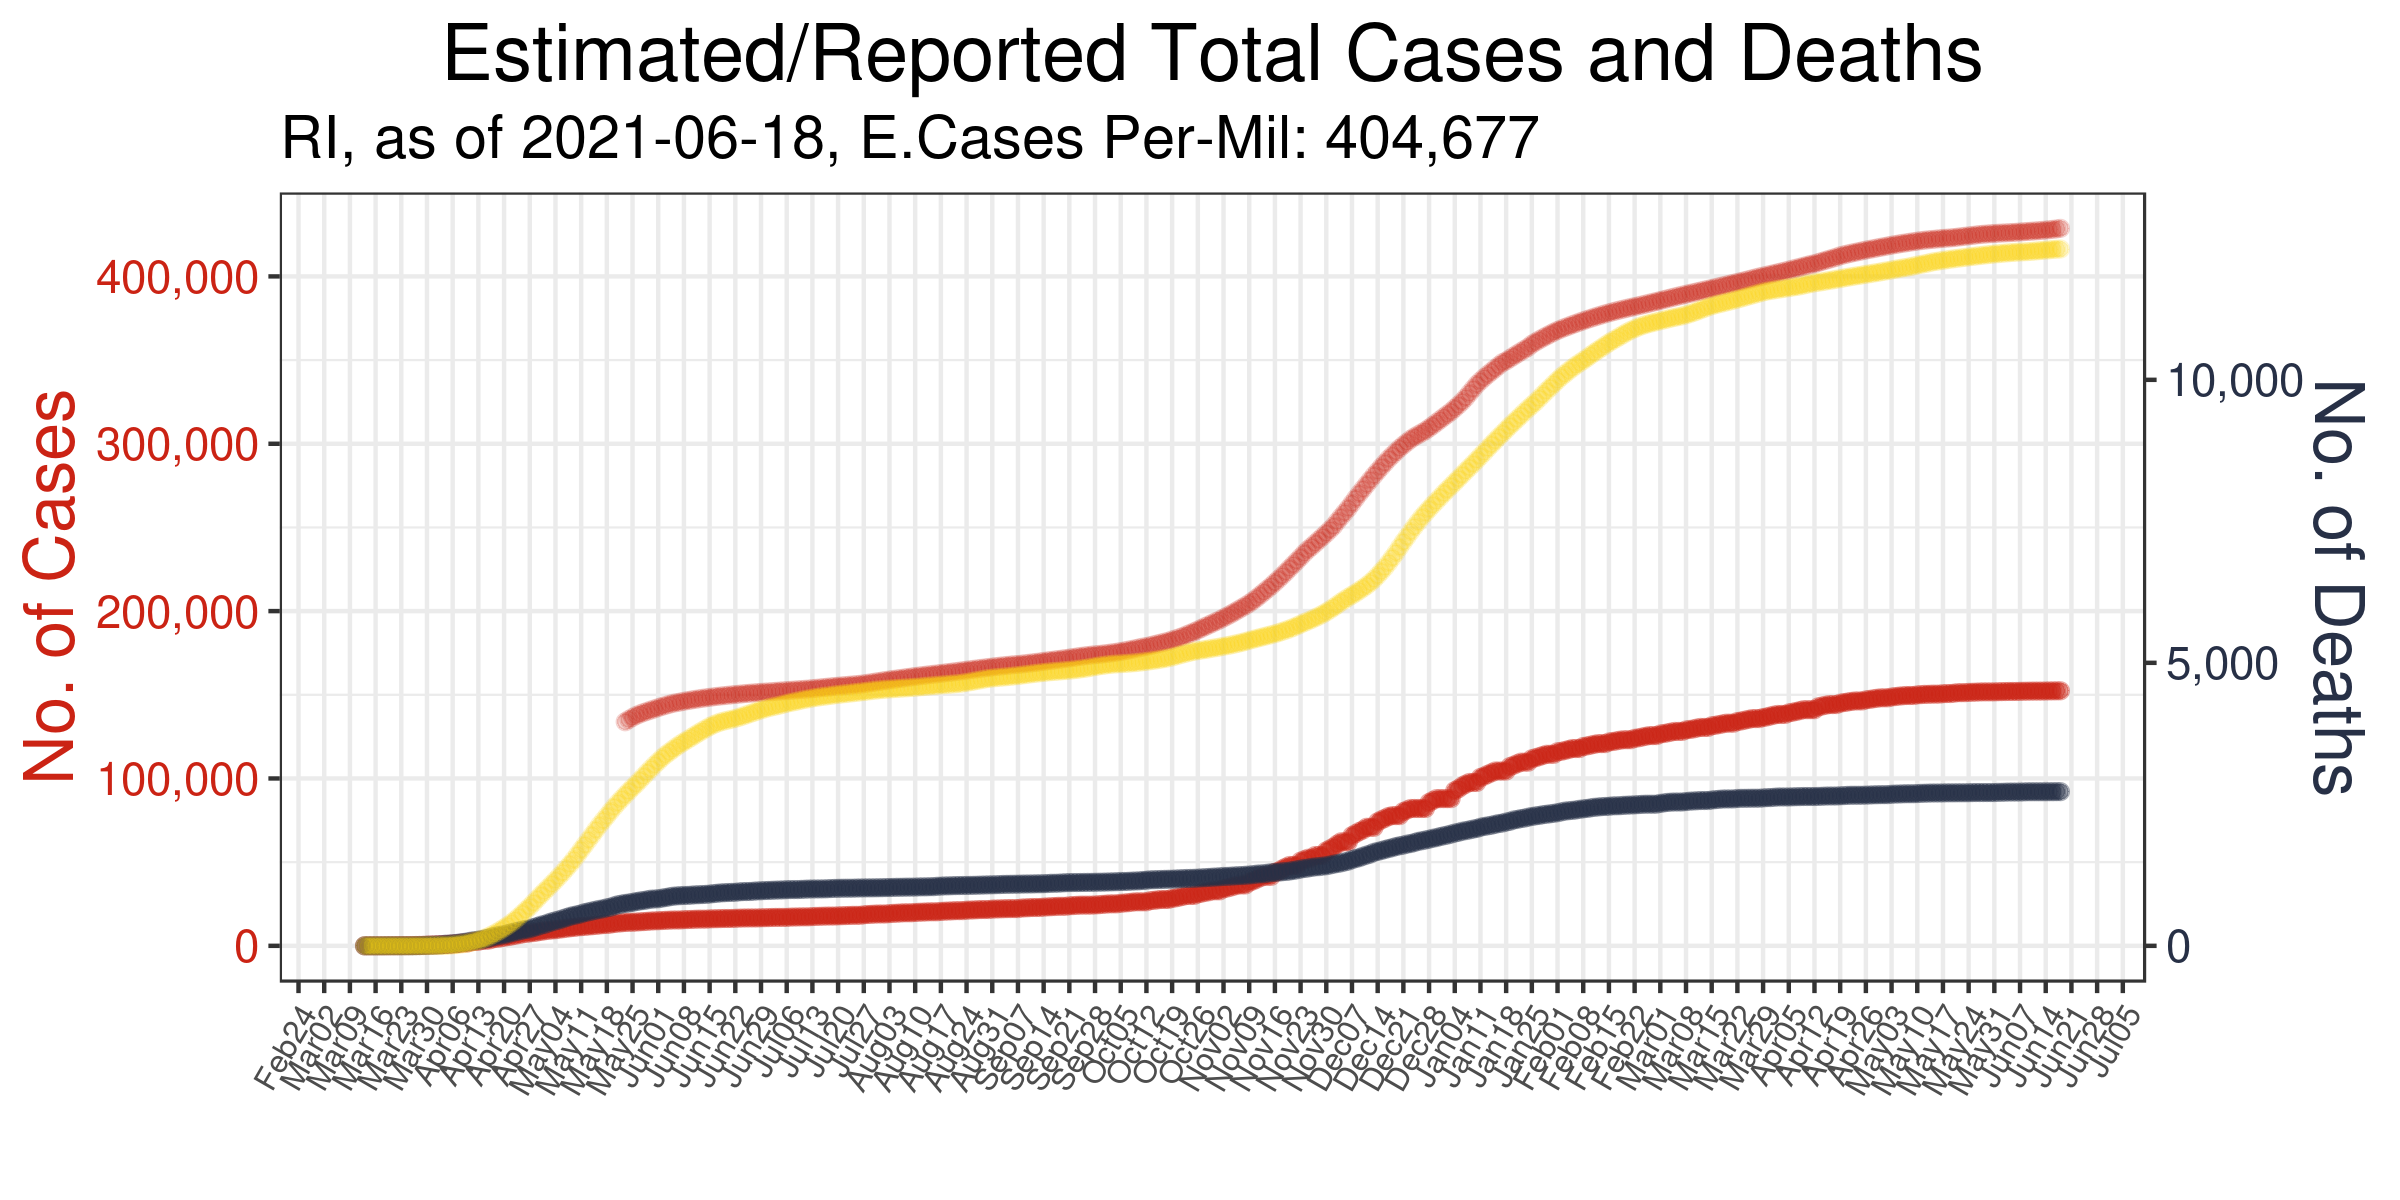 Estimated/Reported Total Cases and Deaths
RI, as of 2021-06-18, E.Cases Per-Mil: 404,677
No. of Cases
400,000
300,000
200,000
100,000
0
10,000
5,000
0
No. of Deaths
Feb24
Mar02
Mar09
Mar16
Mar23
Mar30
Apr06
Apr13
Apr20
Apr27
May04
May11
May18
May25
Jun01
Jun08
Jun15
Jun22
Jun29
Jul06
Jul13
Jul20
Jul27
Aug03
Aug10
Aug17
Aug24
Aug31
Sep07
Sep14
Sep21
Sep28
Oct05
Oct12
Oct19
Oct26
Nov02
Nov09
Nov16
Nov23
Nov30
Dec07
Dec14
Dec21
Dec28
Jan04
Jan11
Jan18
Jan25
Feb01
Feb08
Feb15
Feb22
Mar01
Mar08
Mar15
Mar22
Mar29
Apr05
Apr12
Apr19
Apr26
May03
May10
May17
May24
May31
Jun07
Jun14
Jun21
Jun28
Jul05